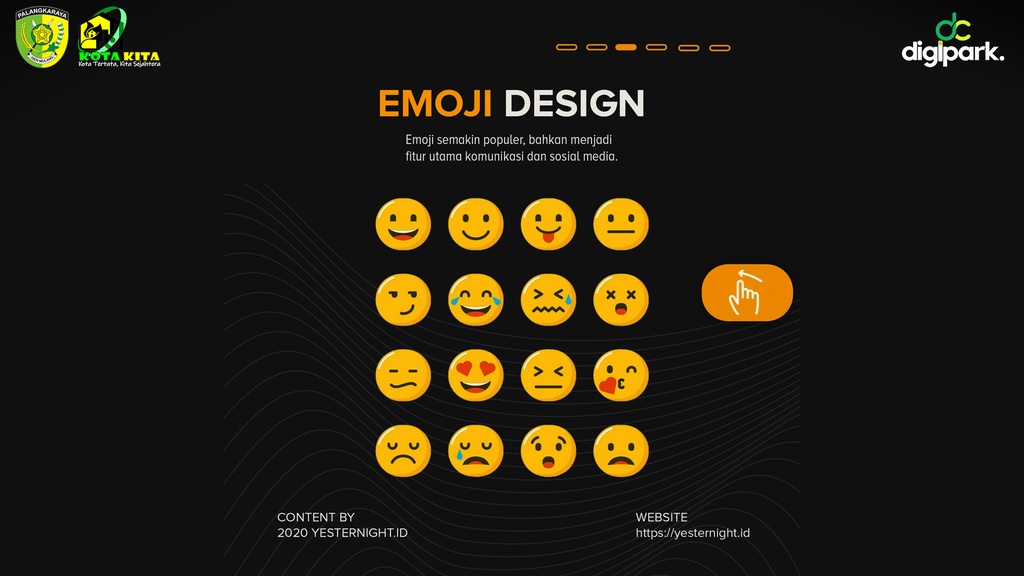 PALANGKARAYA
KOTA KITA
Kota Tertata, Kita Sejahtera
dc
digipark.
EMOJI DESIGN
Emoji semakin populer, bahkan menjadi
fitur utama komunikasi dan sosial media.
CONTENT BY
2020 YESTERNIGHT.ID
WEBSITE
https://yesternight.id